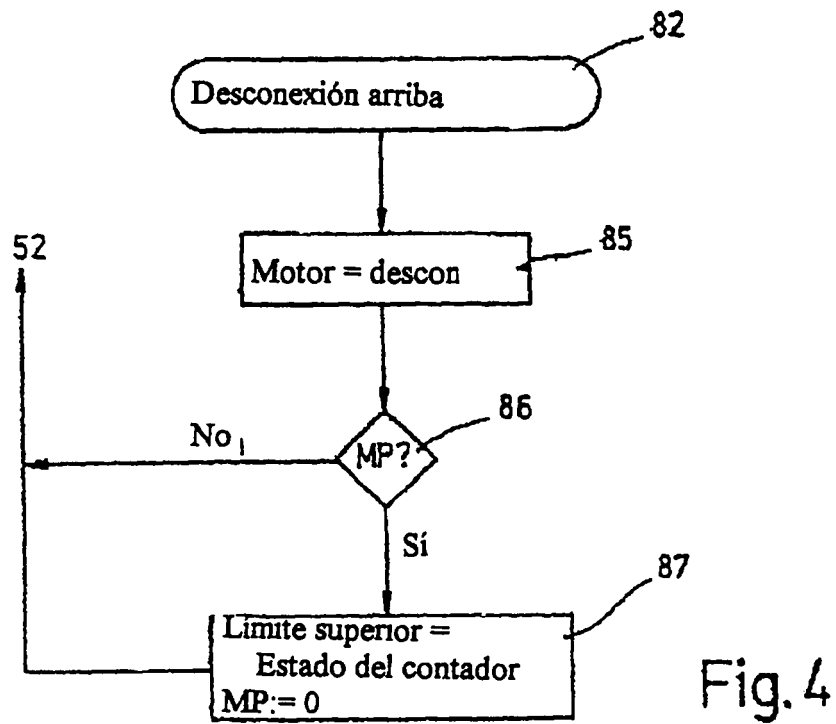 82
Desconexión arriba
52
85
Motor = descon
86
No
MP?
Sí
87
Límite superior =
Estado del contador
MP:= 0
Fig. 4